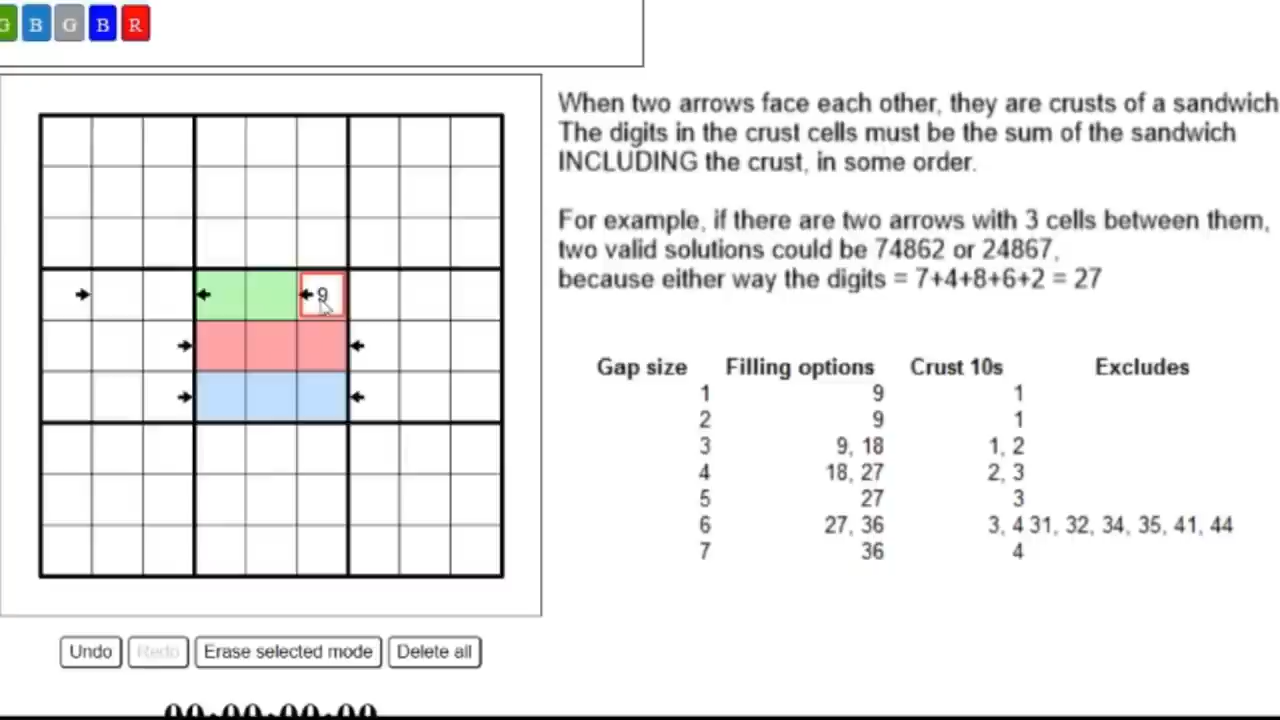 G B G B R
When two arrows face each other, they are crusts of a sandwich
The digits in the crust cells must be the sum of the sandwich
INCLUDING the crust, in some order.
For example, if there are two arrows with 3 cells between them,
two valid solutions could be 74862 or 24867,
because either way the digits = 7+4+8+6+2 = 27
9
Gap size Filling options Crust 10s Excludes
1 9 1
2 9 1
3 9, 18 1, 2
4 18, 27 2, 3
5 27 3
6 27, 36 3, 4 31, 32, 34, 35, 41, 44
7 36 4
Undo Redo Erase selected mode Delete all
00:00:00:00